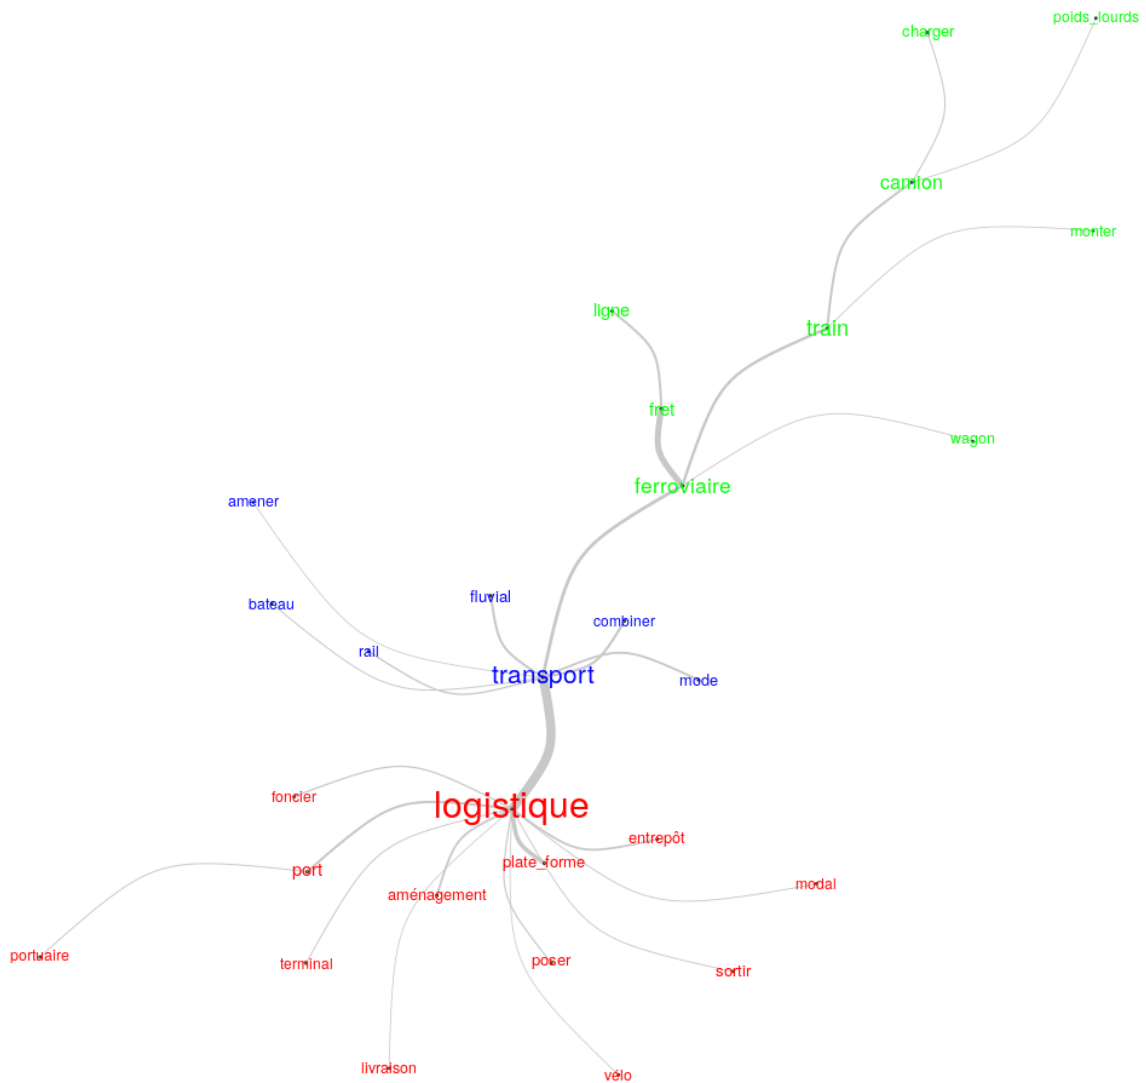 poids_lourds
charger
camion
monter
ligne
train
fret
wagon
ferroviaire
amener
fluvial
bateau
combiner
rail
transport
mode
foncier
logistique
entrepôt
plate_forme
port
modal
aménagement
portuaire
poser
terminal
sortir
livraison
vélo